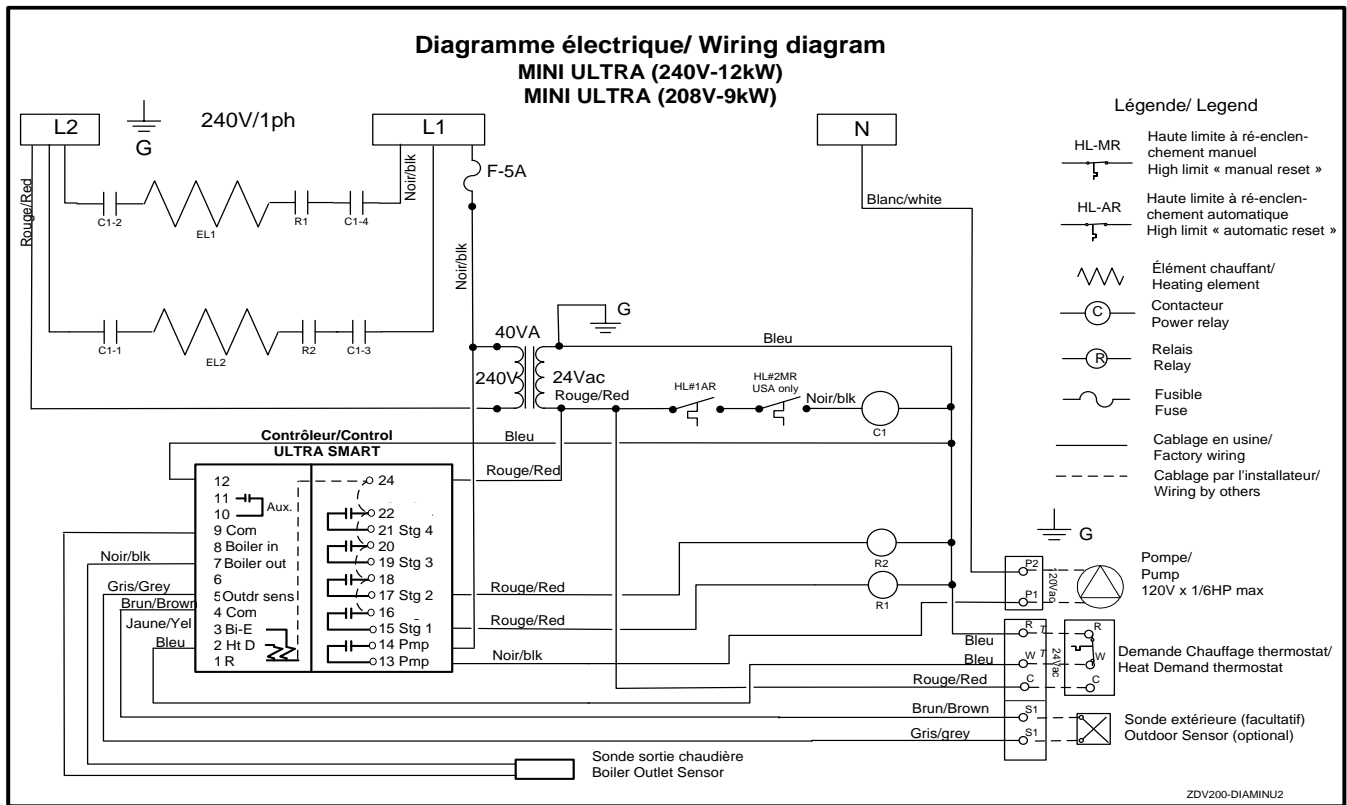 Diagramme électrique/ Wiring diagram
MINI ULTRA (240V-12kW)
MINI ULTRA (208V-9kW)
L2
G
240V/1ph
L1
N
F-5A
Rouge/Red
Noir/blk
Noir/blk
Blanc/white
C1-2
EL1
R1
C1-4
C1-1
EL2
R2
C1-3
40VA
240V
24Vac
G
Bleu
Rouge/Red
HL#1AR
HL#2MR
USA only
Noir/blk
C1
Légende/ Legend
HL-MR
Haute limite à ré-enclen-
chement manuel
High limit « manual reset »
HL-AR
Haute limite à ré-enclen-
chement automatique
High limit « automatic reset »
Élément chauffant/
Heating element
C
Contacteur
Power relay
R
Relais
Relay
Fusible
Fuse
Cablage en usine/
Factory wiring
Cablage par l'installateur/
Wiring by others
G
Contrôleur/Control
ULTRA SMART
Bleu
Rouge/Red
12
11
10
Aux.
9 Com
8 Boiler in
7 Boiler out
6
5 Outdr sens
4 Com
3 Bi-E
2 Ht D
1 R
24
22
21 Stg 4
20
19 Stg 3
18
17 Stg 2
16
15 Stg 1
14 Pmp
13 Pmp
Noir/blk
Gris/Grey
Brun/Brown
Jaune/Yel
Bleu
Rouge/Red
Rouge/Red
Noir/blk
R2
R1
P2
P1
120Vac
Pompe/
Pump
120V x 1/6HP max
Bleu
Bleu
Rouge/Red
Brun/Brown
Gris/grey
R
T
W
T
C
24Vac
S1
S1
R
W
C
Demande Chauffage thermostat/
Heat Demand thermostat
Sonde extérieure (facultatif)
Outdoor Sensor (optional)
Sonde sortie chaudière
Boiler Outlet Sensor
ZDV200-DIAMINU2